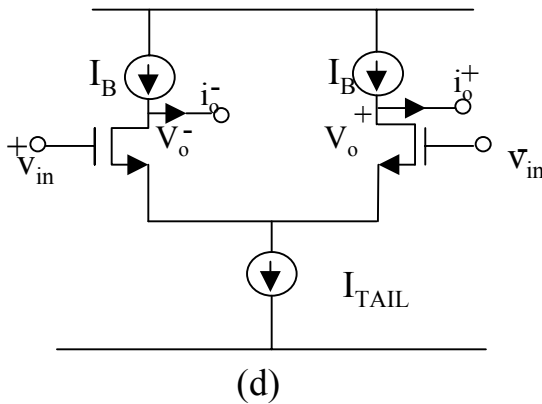 I_B
i_o^-
I_B
i_o^+
+
V_o^-
+
V_o
v_in
v_in^-
I_TAIL
(d)